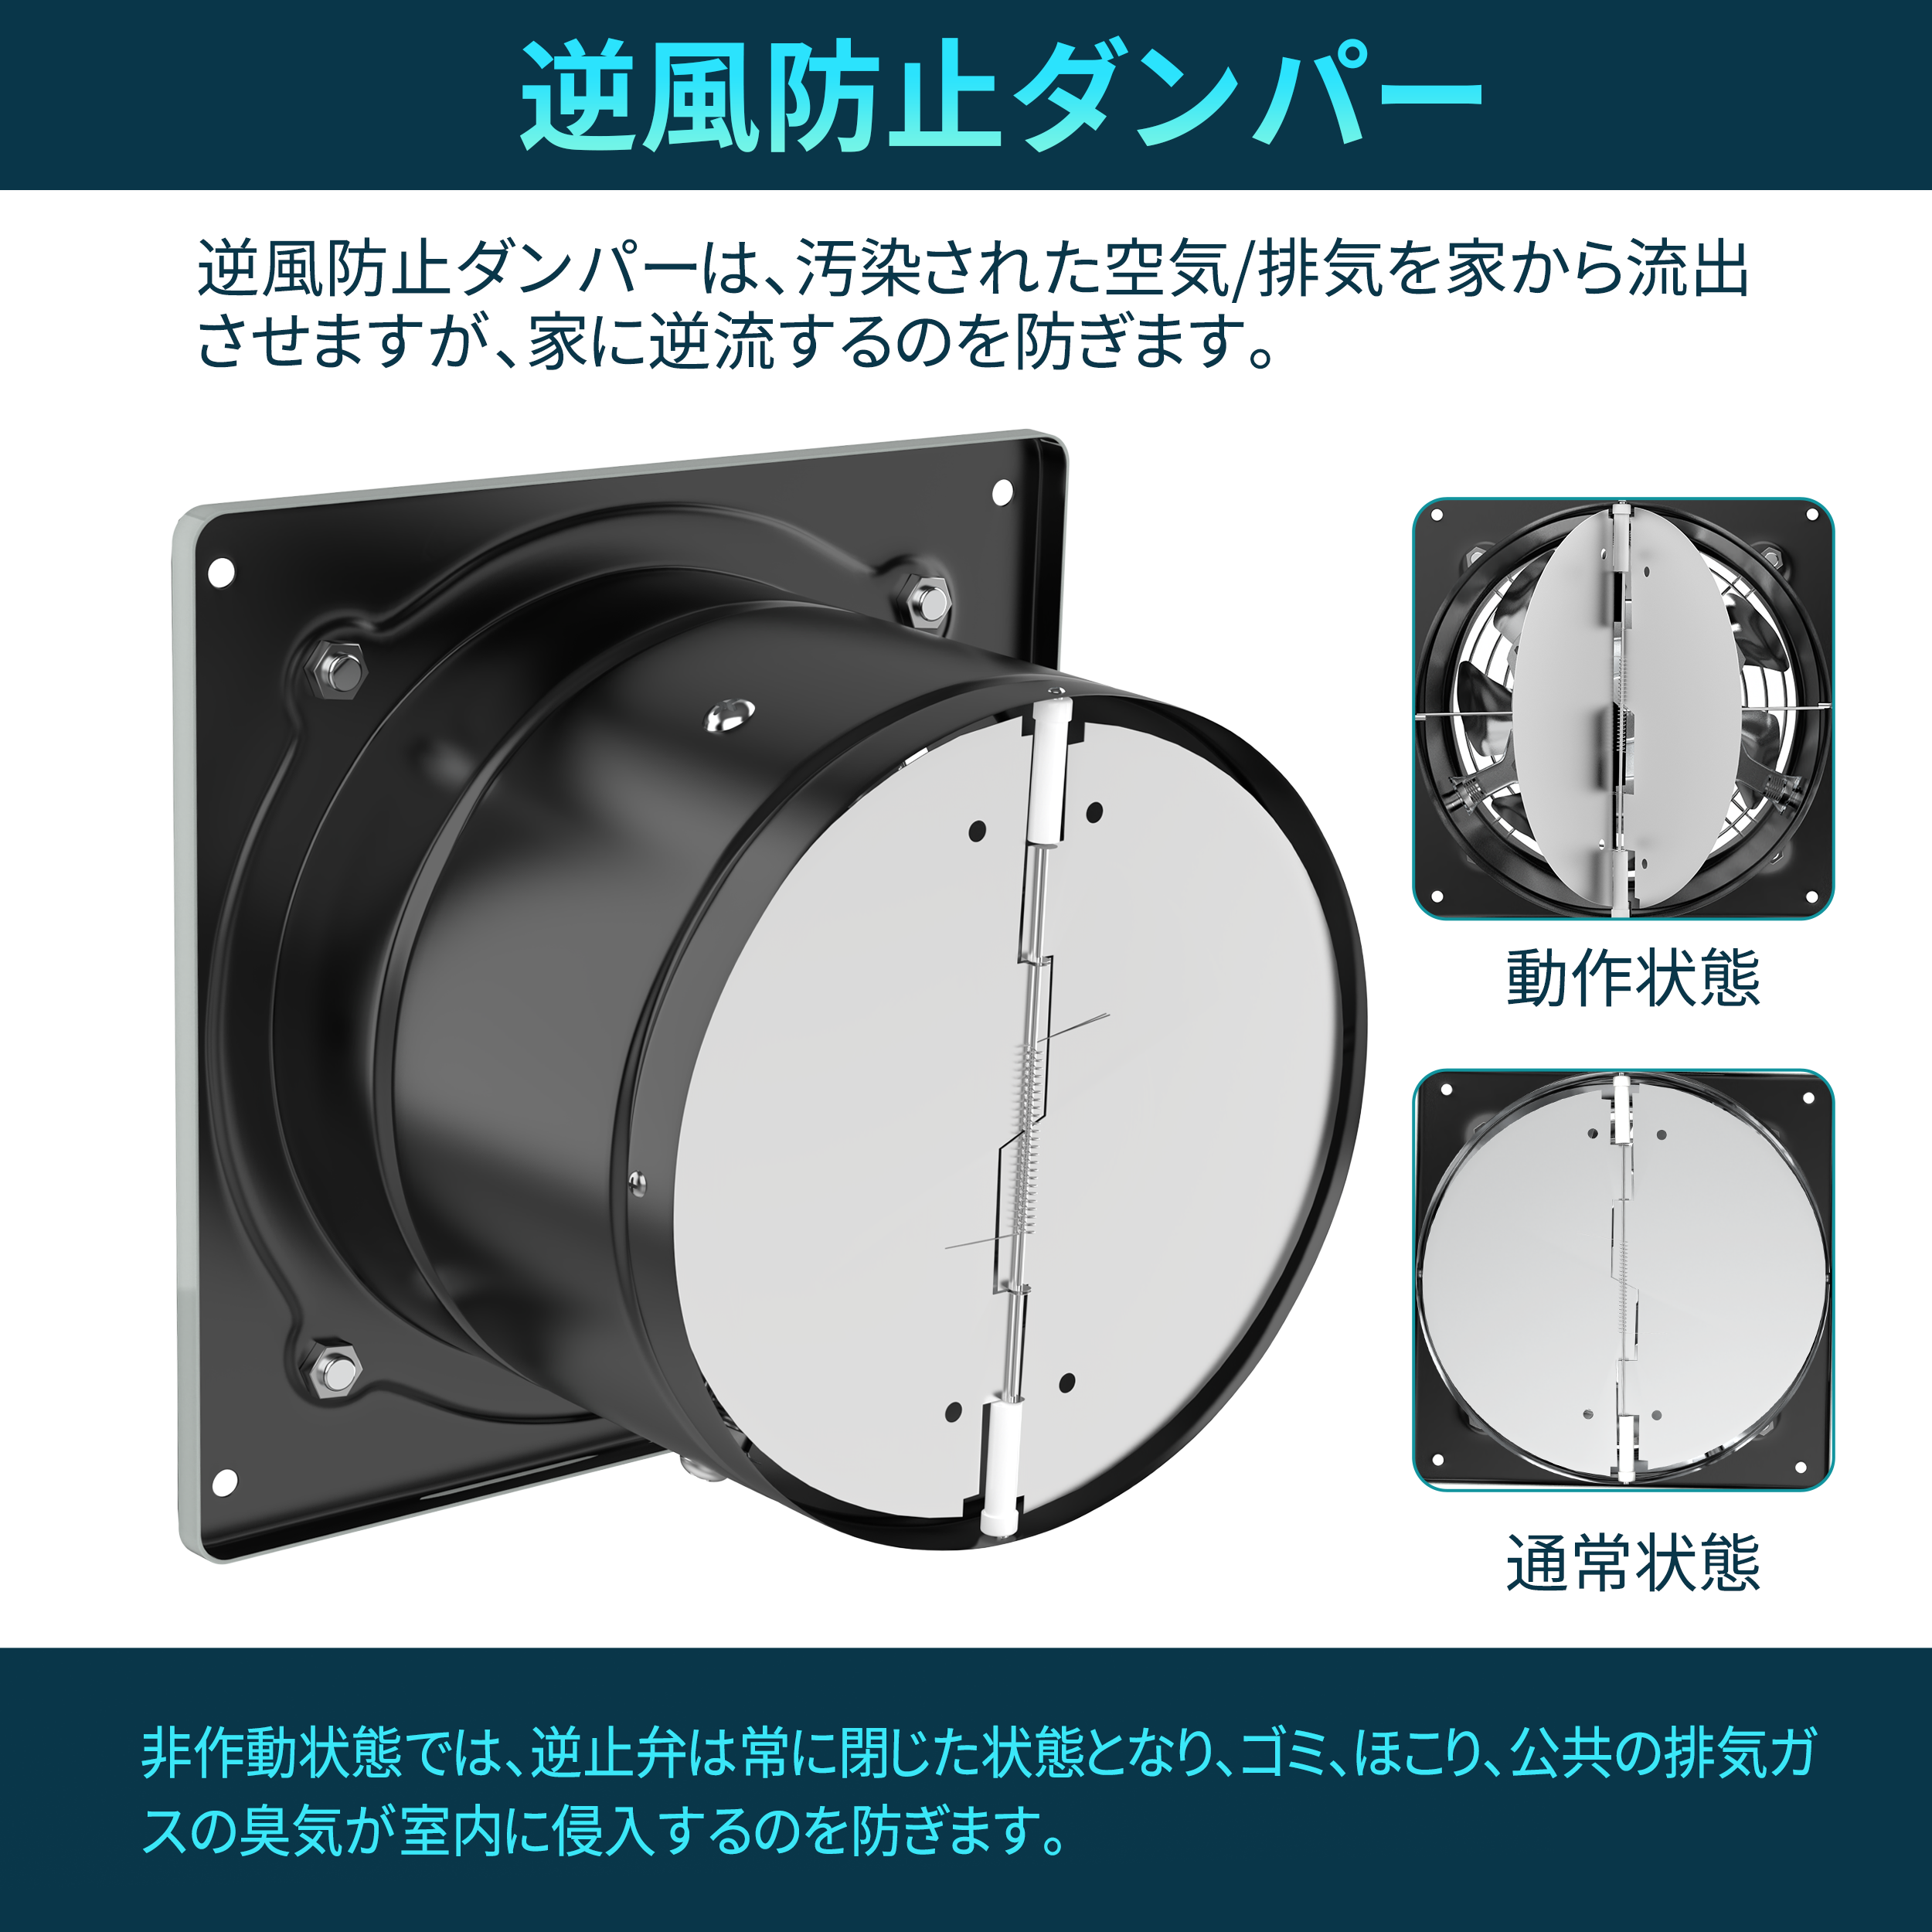 逆風防止ダンパー
逆風防止ダンパーは、汚染された空気/排気を家から流出
させますが、家に逆流するのを防ぎます。
動作状態
通常状態
非作動状態では、逆止弁は常に閉じた状態となり、ゴミ、ほこり、公共の排気ガ
スの臭気が室内に侵入するのを防ぎます。